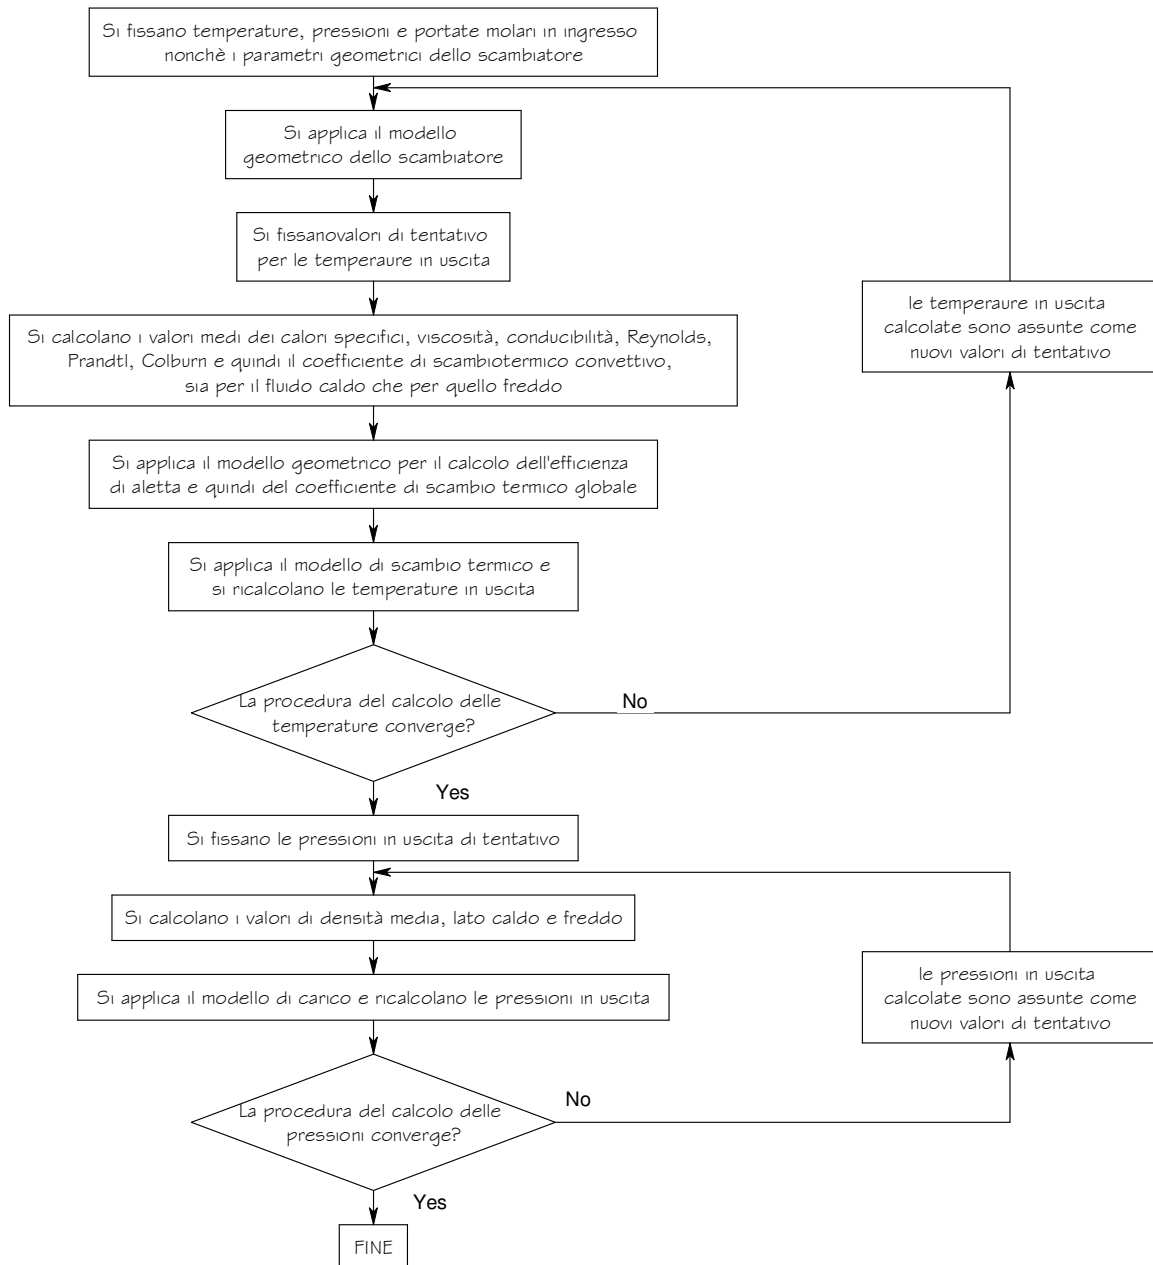 Si fissano temperature, pressioni e portate molari in ingresso
nonchè i parametri geometrici dello scambiatore
Si applica il modello
geometrico dello scambiatore
Si fissanovalori di tentativo
per le temperaure in uscita
le temperaure in uscita
calcolate sono assunte come
nuovi valori di tentativo
Si calcolano i valori medi dei calori specifici, viscosità, conducibilità, Reynolds,
Prandtl, Colburn e quindi il coefficiente di scambiotermico convettivo,
sia per il fluido caldo che per quello freddo
Si applica il modello geometrico per il calcolo dell'efficienza
di aletta e quindi del coefficiente di scambio termico globale
Si applica il modello di scambio termico e
si ricalcolano le temperature in uscita
La procedura del calcolo delle
temperature converge?
No
Yes
Si fissano le pressioni in uscita di tentativo
Si calcolano i valori di densità media, lato caldo e freddo
le pressioni in uscita
calcolate sono assunte come
nuovi valori di tentativo
Si applica il modello di carico e ricalcolano le pressioni in uscita
La procedura del calcolo delle
pressioni converge?
No
Yes
FINE